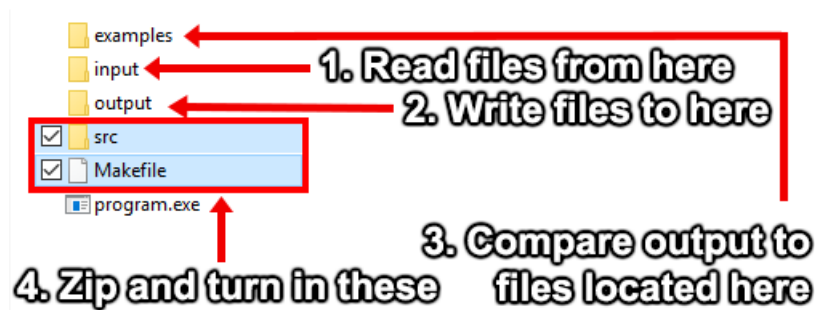 examples
input
1. Read files from here
output
2. Write files to here
src
Makefile
program.exe
3. Compare output to
files located here
4. Zip and turn in these